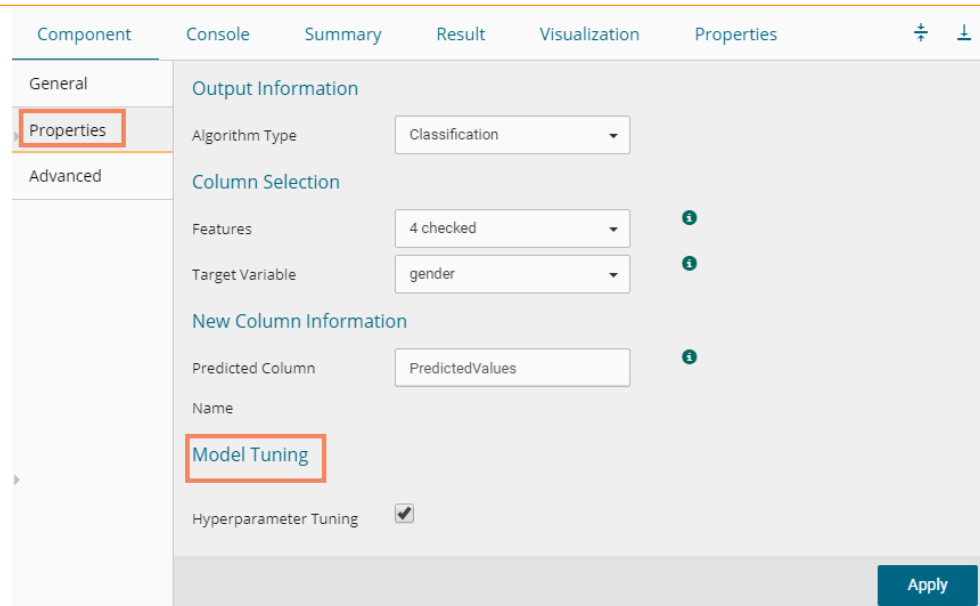 Component Console Summary Result Visualization Properties
General
Properties
Advanced
Output Information
Algorithm Type Classification
Column Selection
Features 4 checked
Target Variable gender
New Column Information
Predicted Column PredictedValues
Name
Model Tuning
Hyperparameter Tuning
Apply